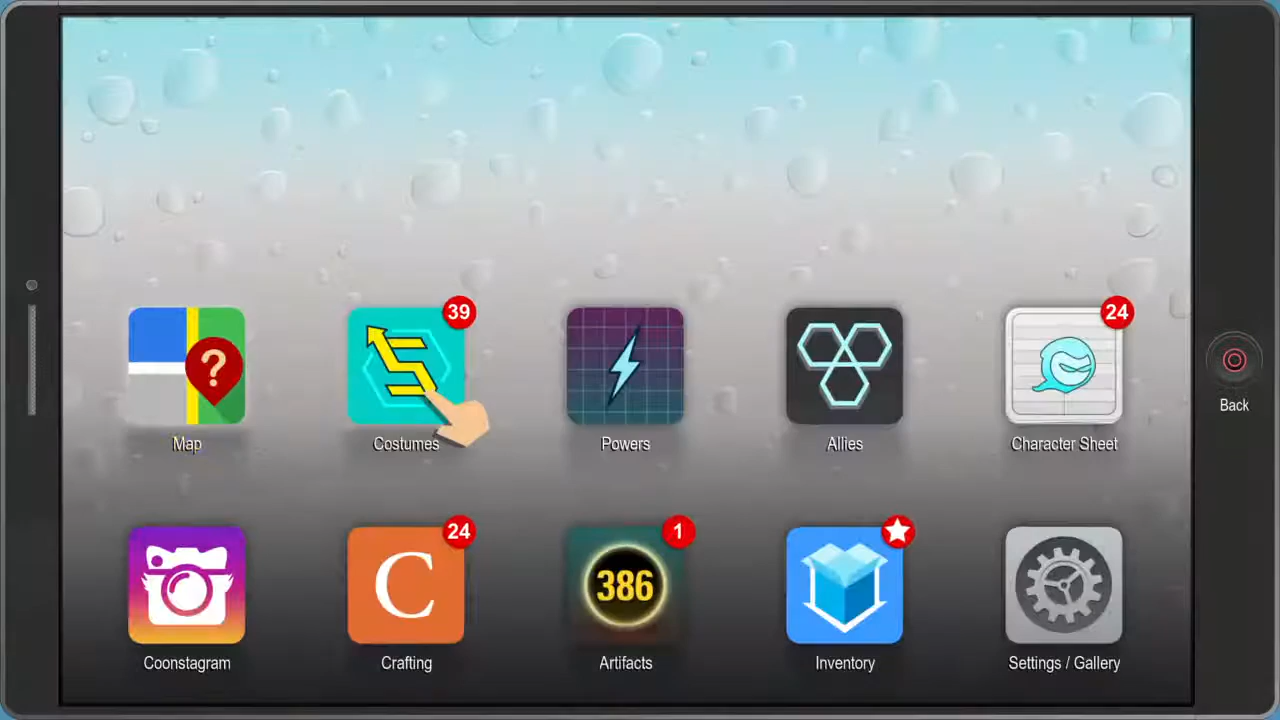 39
24
?
Map
Costumes
Powers
Allies
Character Sheet
Back
24
1
C
386
Coonstagram
Crafting
Artifacts
Inventory
Settings / Gallery